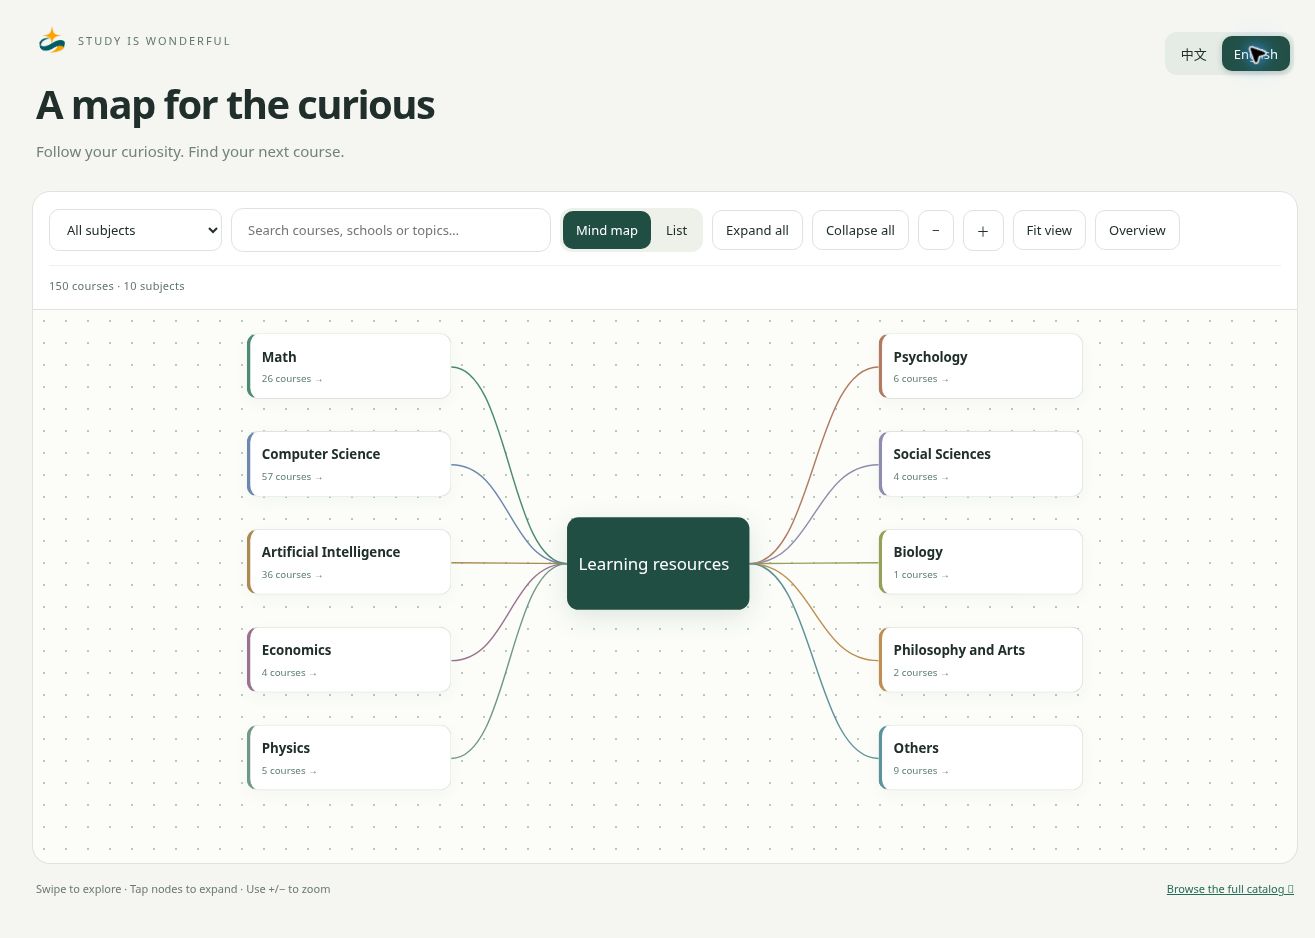 STUDY IS WONDERFUL
中文
English
A map for the curious
Follow your curiosity. Find your next course.
All subjects
Search courses, schools or topics…
Mind map
List
Expand all
Collapse all
−
+
Fit view
Overview
150 courses · 10 subjects
Math
26 courses →
Computer Science
57 courses →
Artificial Intelligence
36 courses →
Economics
4 courses →
Physics
5 courses →
Learning resources
Psychology
6 courses →
Social Sciences
4 courses →
Biology
1 courses →
Philosophy and Arts
2 courses →
Others
9 courses →
Swipe to explore · Tap nodes to expand · Use +/− to zoom
Browse the full catalog